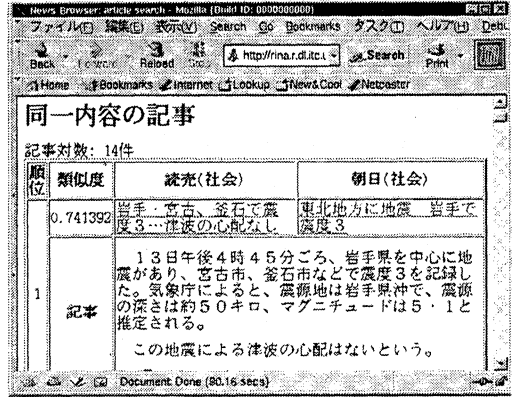 News Browser: article search - Mozilla {Build ID: 0000000000}
ファイル(F) 編集(E) 表示(V) Search Go Bookmarks タスク(T) ヘルプ(H) Debu
Back Forward Reload http://rina.r.dl.itc.u Search Print
Home Bookmarks Internet Lookup New&Cool Netcaster
同一内容の記事
記事対数: 14件
順位 類似度 読売(社会) 朝日(社会)
0.741392 岩手・宮古、釜石で震 東北地方に地震 岩手で
度3…津波の心配なし 震度3
13日午後4時45分ごろ、岩手県を中心に地
震があり、宮古市、釜石市などで震度3を記録し
た。気象庁によると、震源地は岩手県沖で、震源
1 記事 の深さは約50キロ、マグニチュードは5・1と
推定される。
この地震による津波の心配はないという。
Document: Done (80.16 secs)